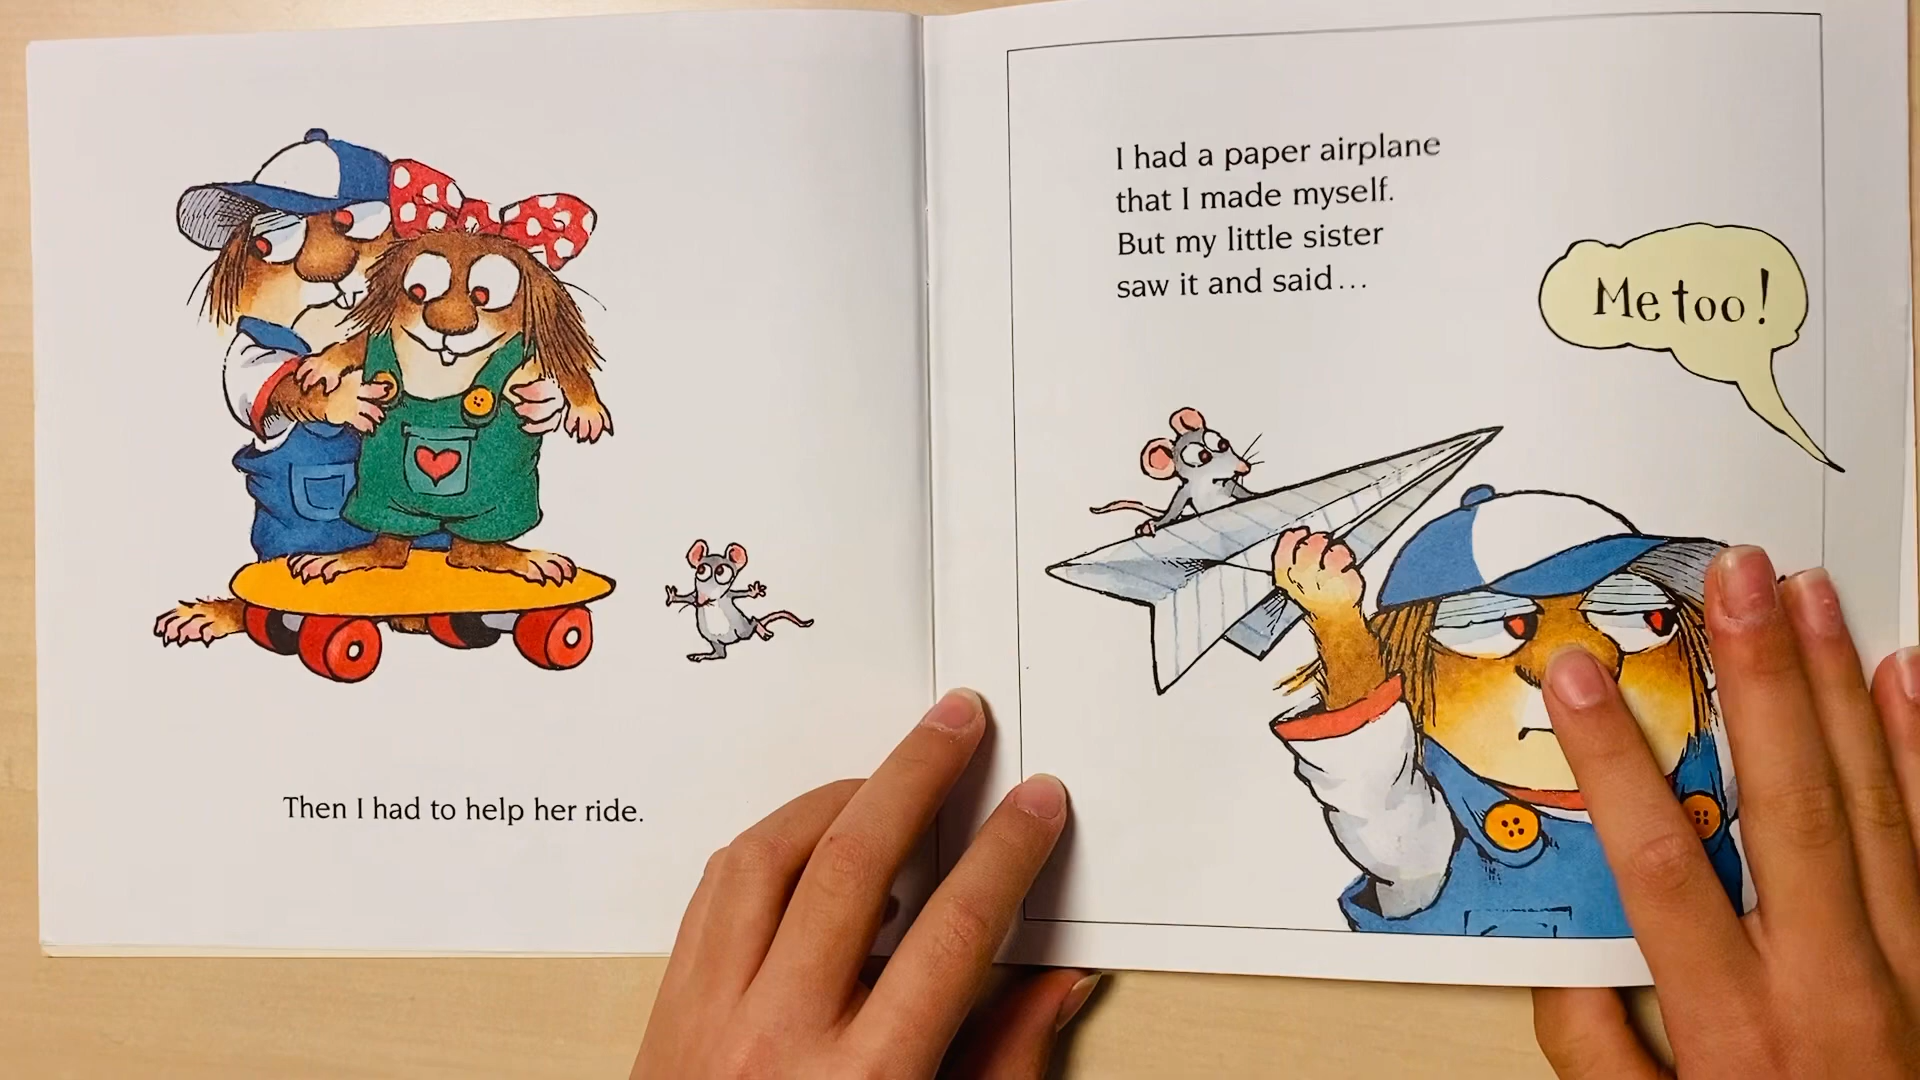 Then I had to help her ride.
I had a paper airplane
that I made myself.
But my little sister
saw it and said...
Me too!